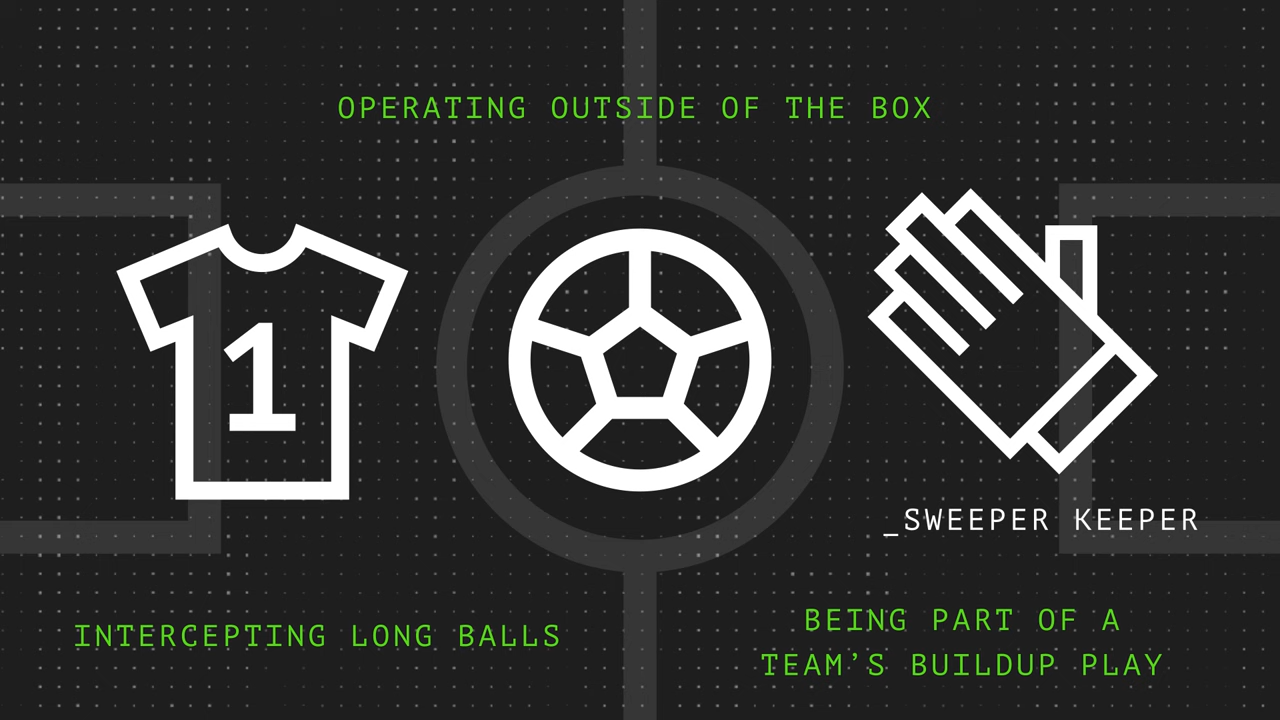 OPERATING OUTSIDE OF THE BOX
1
_SWEEPER KEEPER
INTERCEPTING LONG BALLS
BEING PART OF A
TEAM’S BUILDUP PLAY